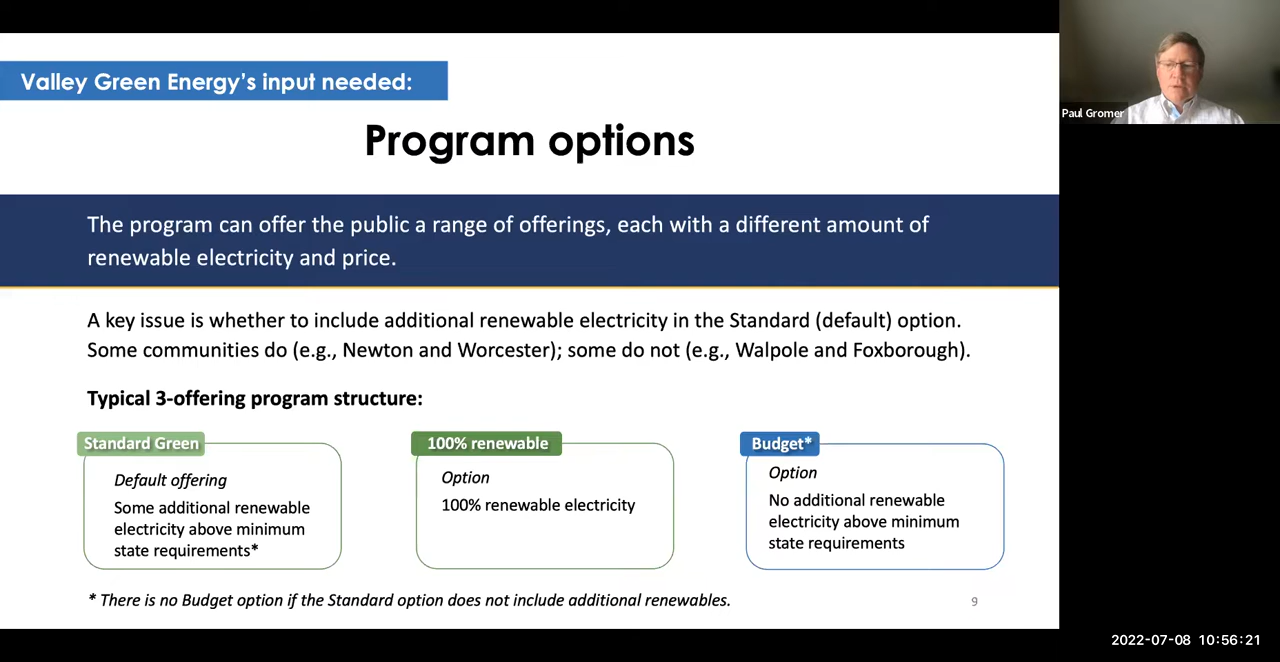 Valley Green Energy's input needed:
Program options
The program can offer the public a range of offerings, each with a different amount of
renewable electricity and price.
A key issue is whether to include additional renewable electricity in the Standard (default) option.
Some communities do (e.g., Newton and Worcester); some do not (e.g., Walpole and Foxborough).
Typical 3-offering program structure:
Standard Green
Default offering
Some additional renewable
electricity above minimum
state requirements*
100% renewable
Option
100% renewable electricity
Budget*
Option
No additional renewable
electricity above minimum
state requirements
* There is no Budget option if the Standard option does not include additional renewables.
9
Paul Gromer
2022-07-08 10:56:21